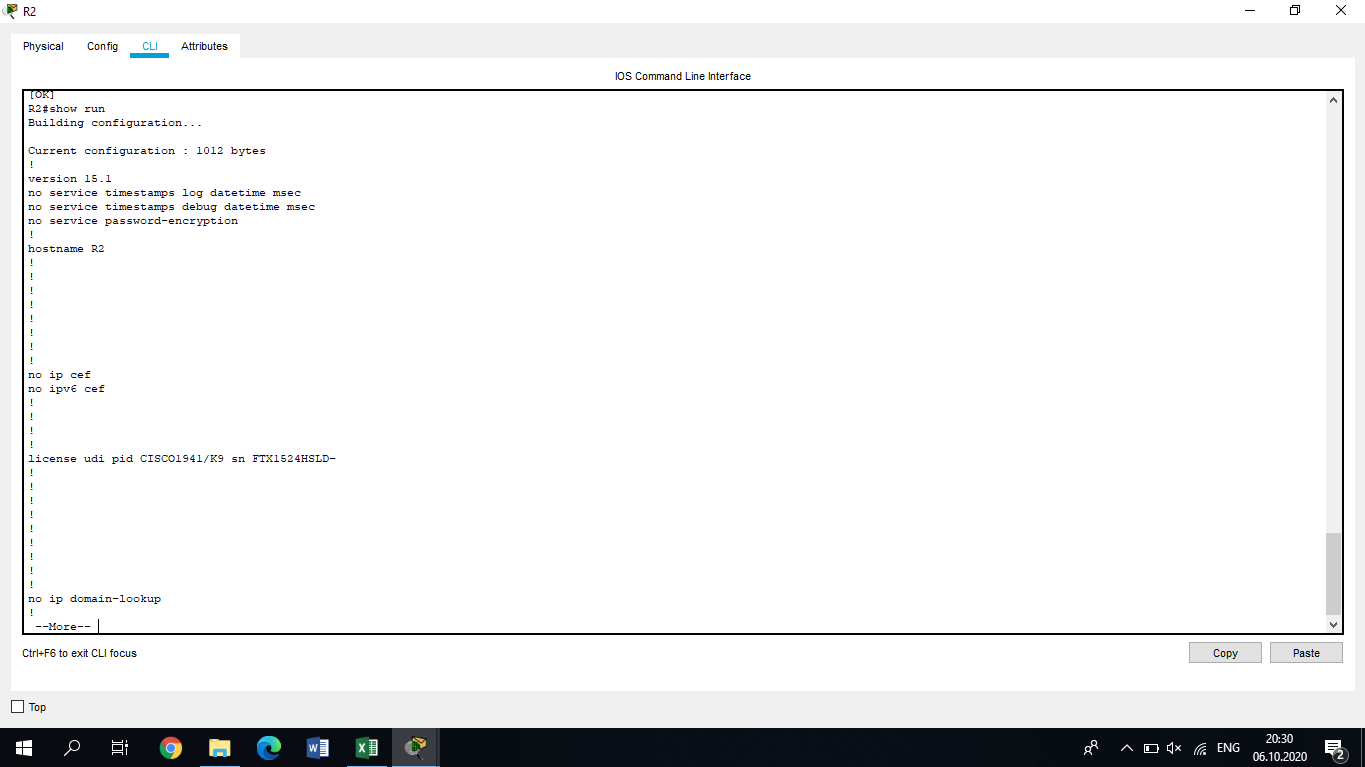 R2
Physical Config CLI Attributes
IOS Command Line Interface
[OK]
R2#show run
Building configuration...
Current configuration : 1012 bytes
!
version 15.1
no service timestamps log datetime msec
no service timestamps debug datetime msec
no service password-encryption
!
hostname R2
!
!
!
!
!
!
!
!
no ip cef
no ipv6 cef
!
!
!
!
license udi pid CISCO1941/K9 sn FTX1524HSLD-
!
!
!
!
!
!
!
!
!
no ip domain-lookup
!
--More--
Ctrl+F6 to exit CLI focus
Copy Paste
Top
ENG
20:30
06.10.2020
2